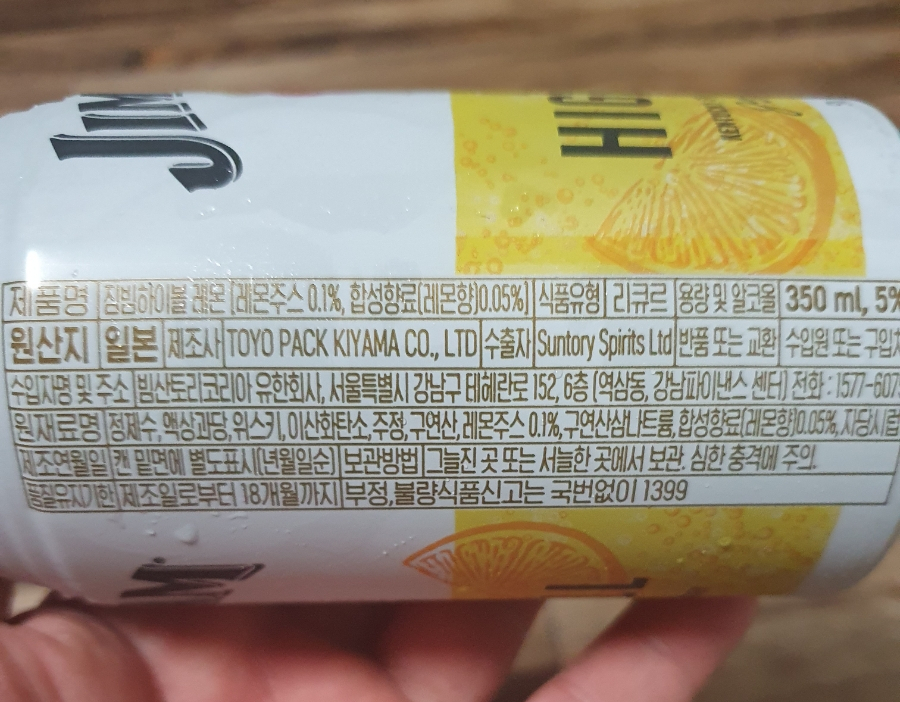 JIM
HIG
제품명 짐빔하이볼 레몬 [레몬주스 0.1%, 합성향료(레몬향)0.05%] 식품유형 리큐르 용량 및 알코올 350 ml, 5%
원산지 일본 제조사 TOYO PACK KIYAMA CO., LTD 수출자 Suntory Spirits Ltd 반품 또는 교환 수입원 또는 구입처
수입자명 및 주소 빔산토리코리아 유한회사, 서울특별시 강남구 테헤란로 152, 6층 (역삼동, 강남파이낸스 센터) 전화 : 1577-607
원재료명 정제수, 액상과당, 위스키, 이산화탄소, 주정, 구연산, 레몬주스 0.1%, 구연산삼나트륨, 합성향료(레몬향)0.05%, 자당시럽
제조연월일 캔 밑면에 별도표시(년월일순) 보관방법 그늘진 곳 또는 서늘한 곳에서 보관. 심한 충격에 주의.
품질유지기한 제조일로부터 18개월까지 부정,불량식품신고는 국번없이 1399